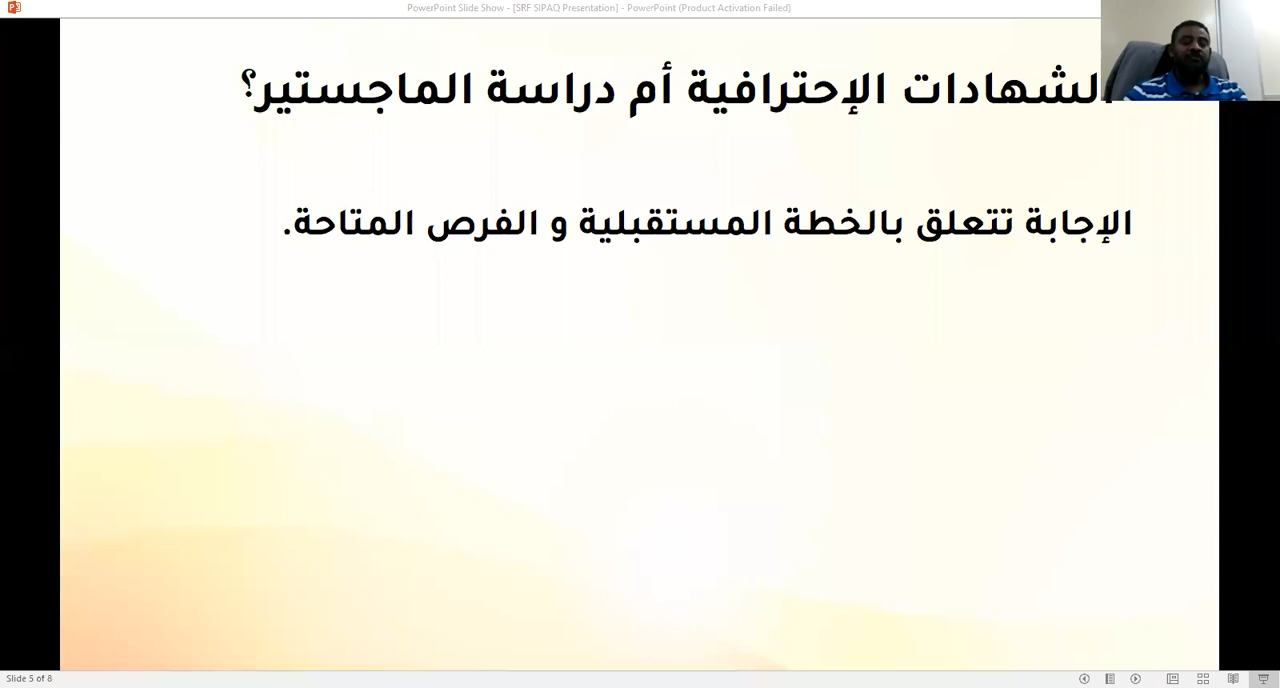 PowerPoint Slide Show - [SRF SIPAQ Presentation] - PowerPoint (Product Activation Failed)
الشهادات الإحترافية أم دراسة الماجستير؟
الإجابة تتعلق بالخطة المستقبلية و الفرص المتاحة.
Slide 5 of 8